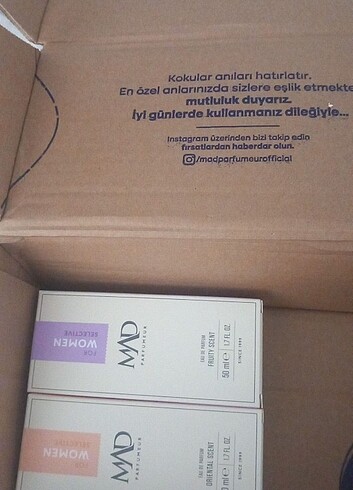 Kokular anıları hatırlatır.
En özel anlarınızda sizlere eşlik etmekte
mutluluk duyarız.
İyi günlerde kullanmanız dileğiyle...
Instagram üzerinden bizi takip edin
fırsatlardan haberdar olun.
/madparfumeurofficial
FOR
WOMEN
SELECTIVE
MAD
PARFUMEUR
EAU DE PARFUM
FRUITY SCENT
50 ml ℮ 1.7 FL. OZ.
SINCE 1999
FOR
WOMEN
SELECTIVE
MAD
PARFUMEUR
EAU DE PARFUM
ORIENTAL SCENT
0 ml ℮ 1.7 FL. OZ.
SINCE 1999